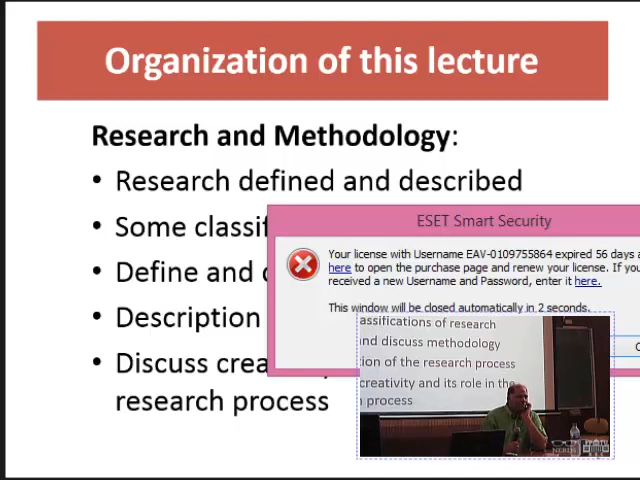 Organization of this lecture
Research and Methodology:
• Research defined and described
• Some classif
• Define and
• Description
• Discuss crea
research process
ESET Smart Security
Your license with Username EAV-0109755864 expired 56 days a
here to open the purchase page and renew your license. If you
received a new Username and Password, enter it here.
This window will be closed automatically in 2 seconds.
assifications of research
nd discuss methodology
tion of the research process
creativity and its role in the
process